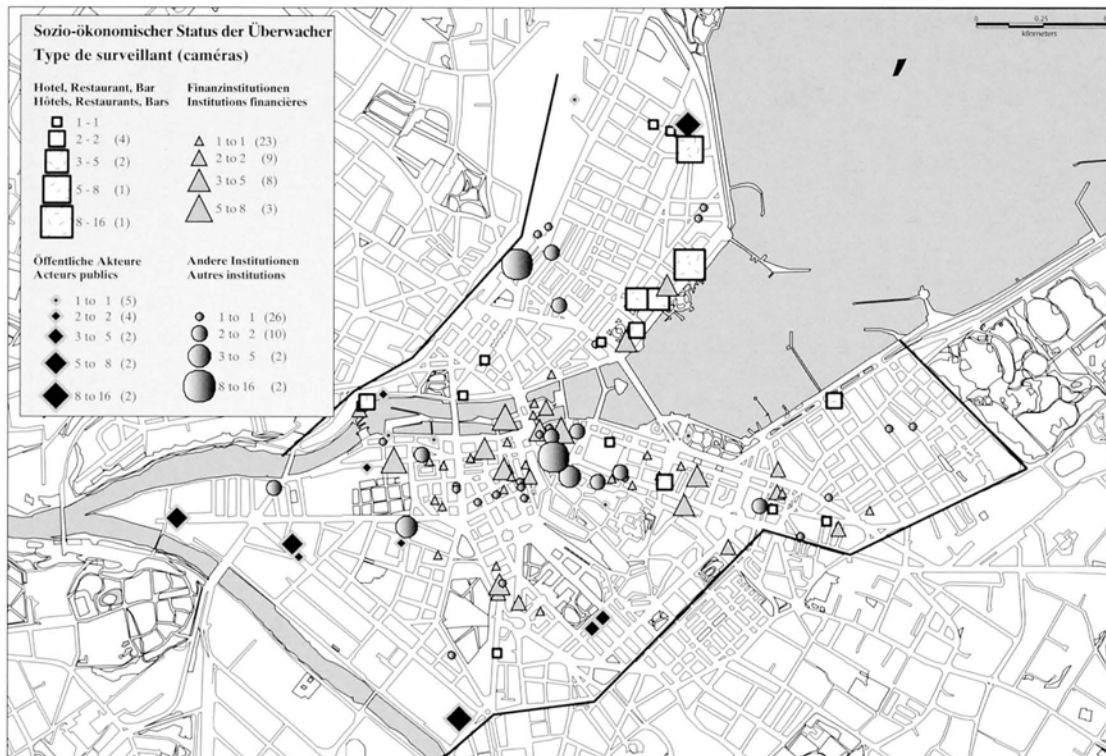 Sozio-ökonomischer Status der Überwacher
Type de surveillant (caméras)
Hotel, Restaurant, Bar
Hôtels, Restaurants, Bars
1 - 1
2 - 2 (4)
3 - 5 (2)
5 - 8 (1)
8 - 16 (1)
Finanzinstitutionen
Institutions financières
1 to 1 (23)
2 to 2 (9)
3 to 5 (8)
5 to 8 (3)
Öffentliche Akteure
Acteurs publics
1 to 1 (5)
2 to 2 (4)
3 to 5 (2)
5 to 8 (2)
8 to 16 (2)
Andere Institutionen
Autres institutions
1 to 1 (26)
2 to 2 (10)
3 to 5 (2)
8 to 16 (2)
0 0.25
kilometers